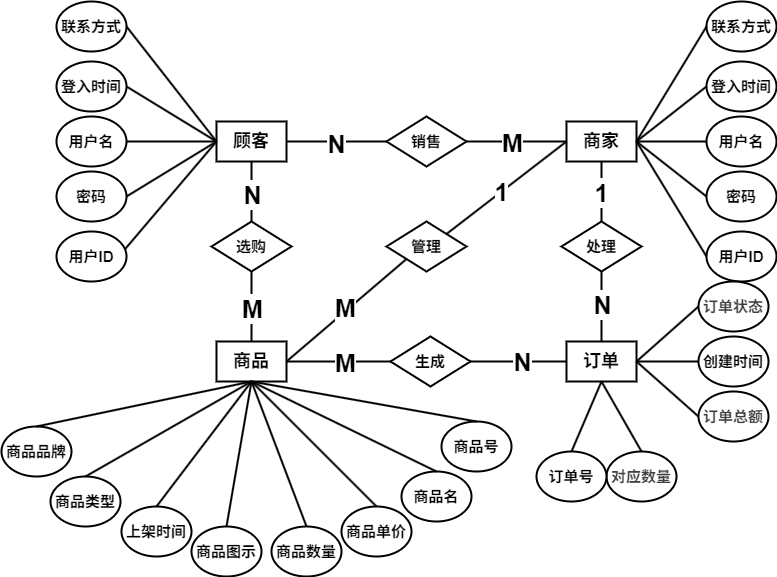 联系方式
联系方式
登入时间
登入时间
顾客
N
销售
M
商家
用户名
用户名
密码
N
1
1
密码
用户ID
选购
管理
处理
用户ID
M
M
N
订单状态
商品
M
生成
N
订单
创建时间
订单总额
商品品牌
商品号
商品类型
商品名
订单号
对应数量
上架时间
商品单价
商品图示
商品数量